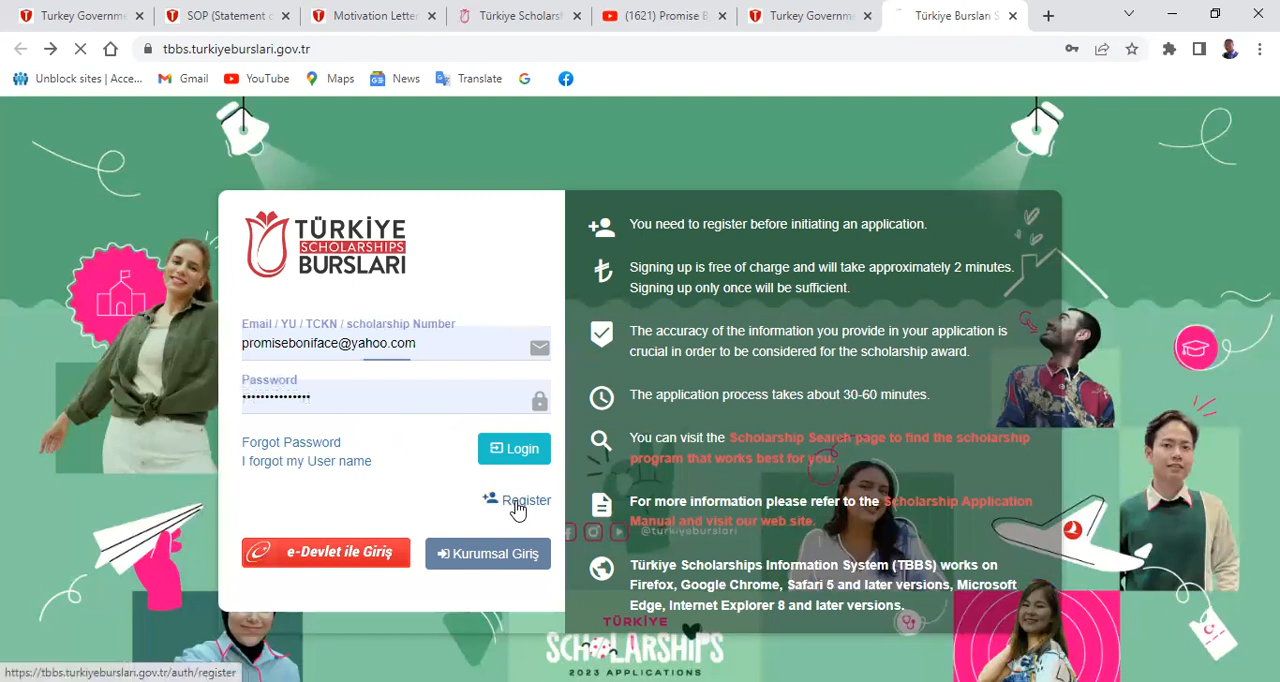 Turkey Governme
SOP (Statement o
Motivation Letter
Türkiye Scholarsh
(1621) Promise B
Turkey Governme
Türkiye Bursları S
tbbs.turkiyeburslari.gov.tr
Unblock sites | Acce...
Gmail
YouTube
Maps
News
Translate
TÜRKİYE
SCHOLARSHIPS
BURSLARI
Email / YU / TCKN / scholarship Number
promiseboniface@yahoo.com
Password
•••••••••••••••
Forgot Password
I forgot my User name
Login
Register
e-Devlet ile Giriş
Kurumsal Giriş
You need to register before initiating an application.
Signing up is free of charge and will take approximately 2 minutes.
Signing up only once will be sufficient.
The accuracy of the information you provide in your application is
crucial in order to be considered for the scholarship award.
The application process takes about 30-60 minutes.
You can visit the Scholarship Search page to find the scholarship
program that works best for you.
For more information please refer to the Scholarship Application
Manual and visit our web site.
@turkiyeburslari
Türkiye Scholarships Information System (TBBS) works on
Firefox, Google Chrome, Safari 5 and later versions, Microsoft
Edge, Internet Explorer 8 and later versions.
TÜRKİYE
SCHOLARSHIPS
2023 APPLICATIONS
https://tbbs.turkiyeburslari.gov.tr/auth/register